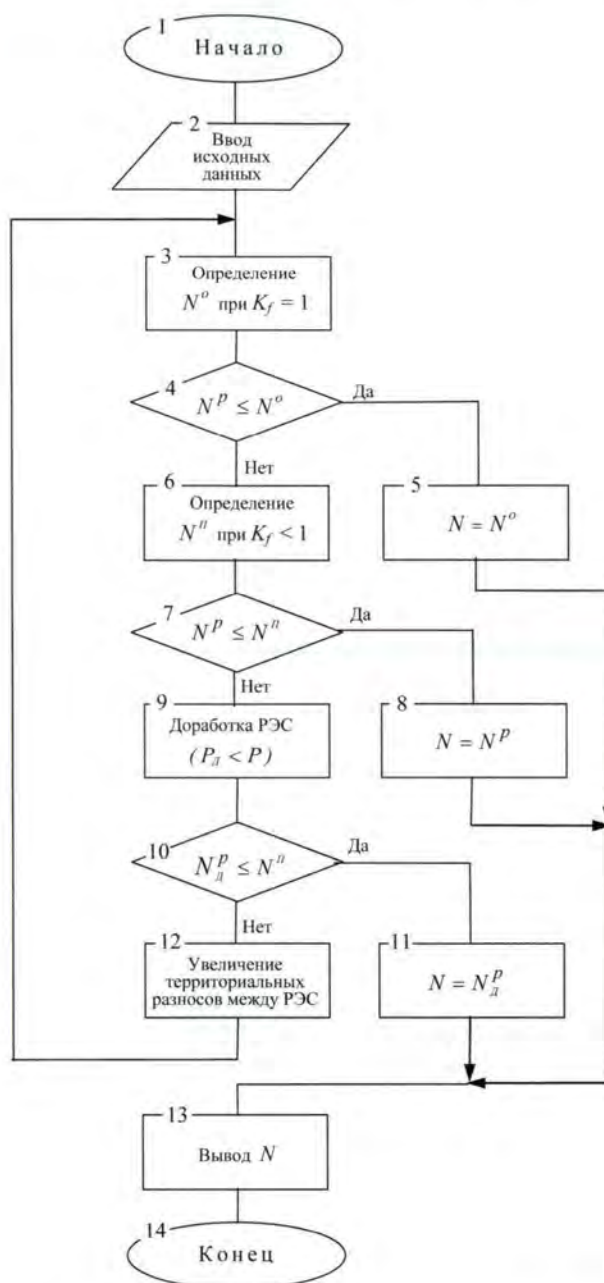 1
Начало
2
Ввод
исходных
данных
3
Определение
N^o при K_f = 1
4
N^p ≤ N^o
Да
Нет
6
Определение
N^п при K_f < 1
5
N = N^o
7
N^p ≤ N^п
Да
Нет
9
Доработка РЭС
(P_д < P)
8
N = N^p
10
N_д^p ≤ N^п
Да
Нет
12
Увеличение
территориальных
разносов между РЭС
11
N = N_д^p
13
Вывод N
14
Конец